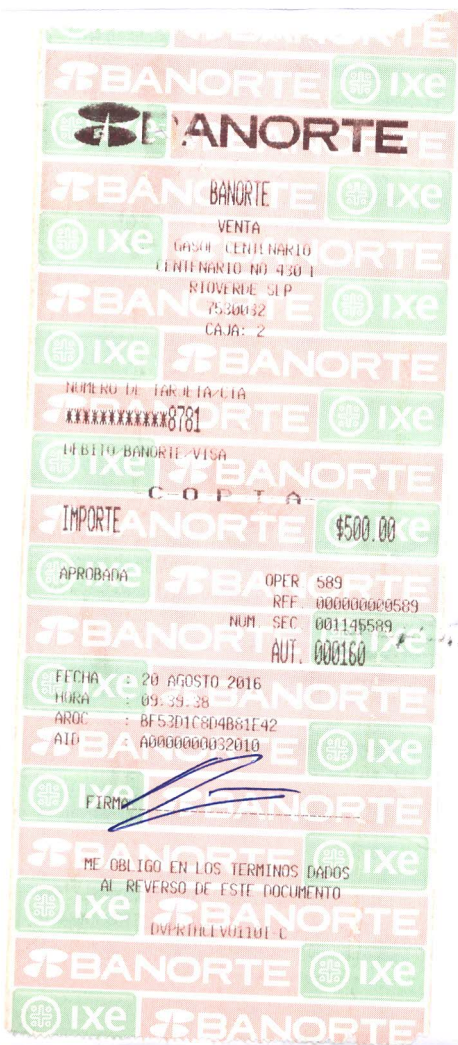 BANORTE
BANORTE
VENTA
GASOL CENTENARIO
CENTENARIO NO 430
RIOVERDE SLP
7530032
CAJA: 2
NUMERO DE TARJETA/CTA
************8781
DEBITO/BANORTE/VISA
-C-O-P-I-A-
IMPORTE $500.00
APROBADA OPER 589
REF. 000000000589
NUM SEC 001146589
AUT. 000160
FECHA : 20 AGOSTO 2016
HORA : 09.39.38
ARQC : BF53D1C8D4B81E42
AID : A0000000032010
FIRMA
ME OBLIGO EN LOS TERMINOS DADOS
AL REVERSO DE ESTE DOCUMENTO